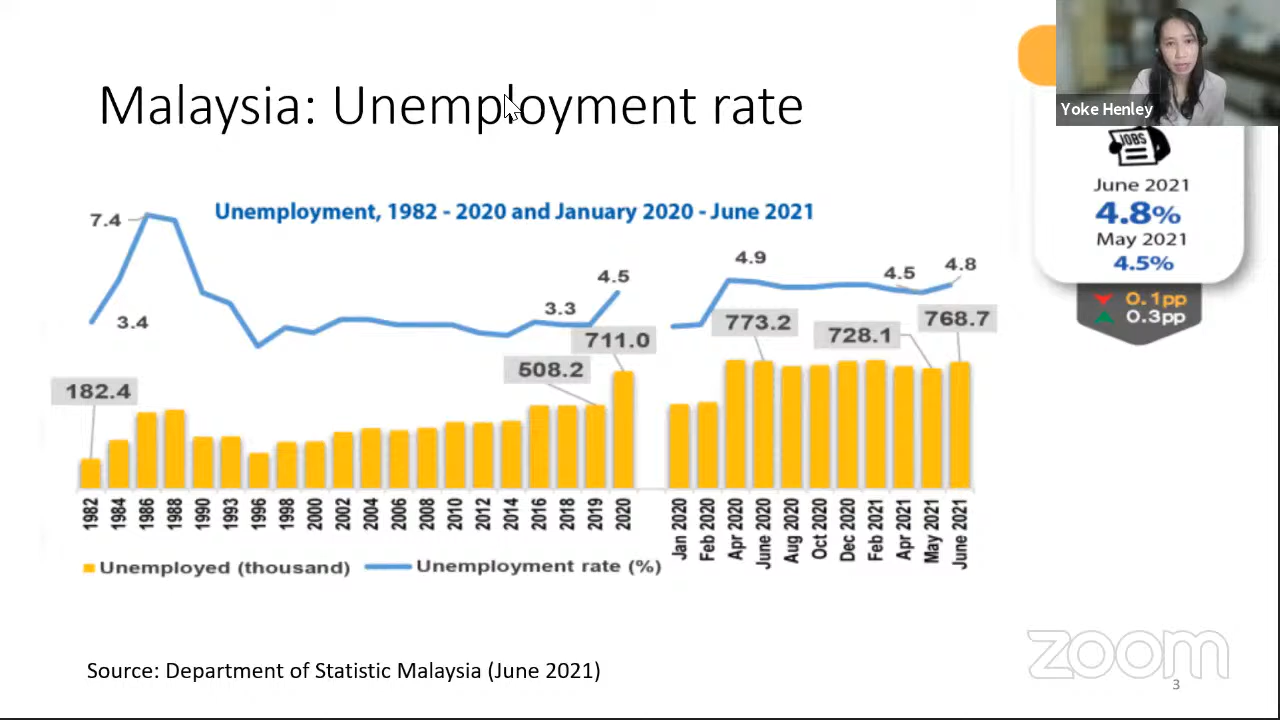 Malaysia: Unemployment rate
Yoke Henley
JOBS
June 2021
4.8%
May 2021
4.5%
0.1pp
0.3pp
Unemployment, 1982 - 2020 and January 2020 - June 2021
7.4
3.4
3.3
4.5
4.9
4.5
4.8
182.4
508.2
711.0
773.2
728.1
768.7
1982
1984
1986
1988
1990
1993
1996
1998
2000
2002
2004
2006
2008
2010
2012
2014
2016
2018
2019
2020
Jan 2020
Feb 2020
Apr 2020
June 2020
Aug 2020
Oct 2020
Dec 2020
Feb 2021
Apr 2021
May 2021
June 2021
Unemployed (thousand)
Unemployment rate (%)
Source: Department of Statistic Malaysia (June 2021)
zoom
3